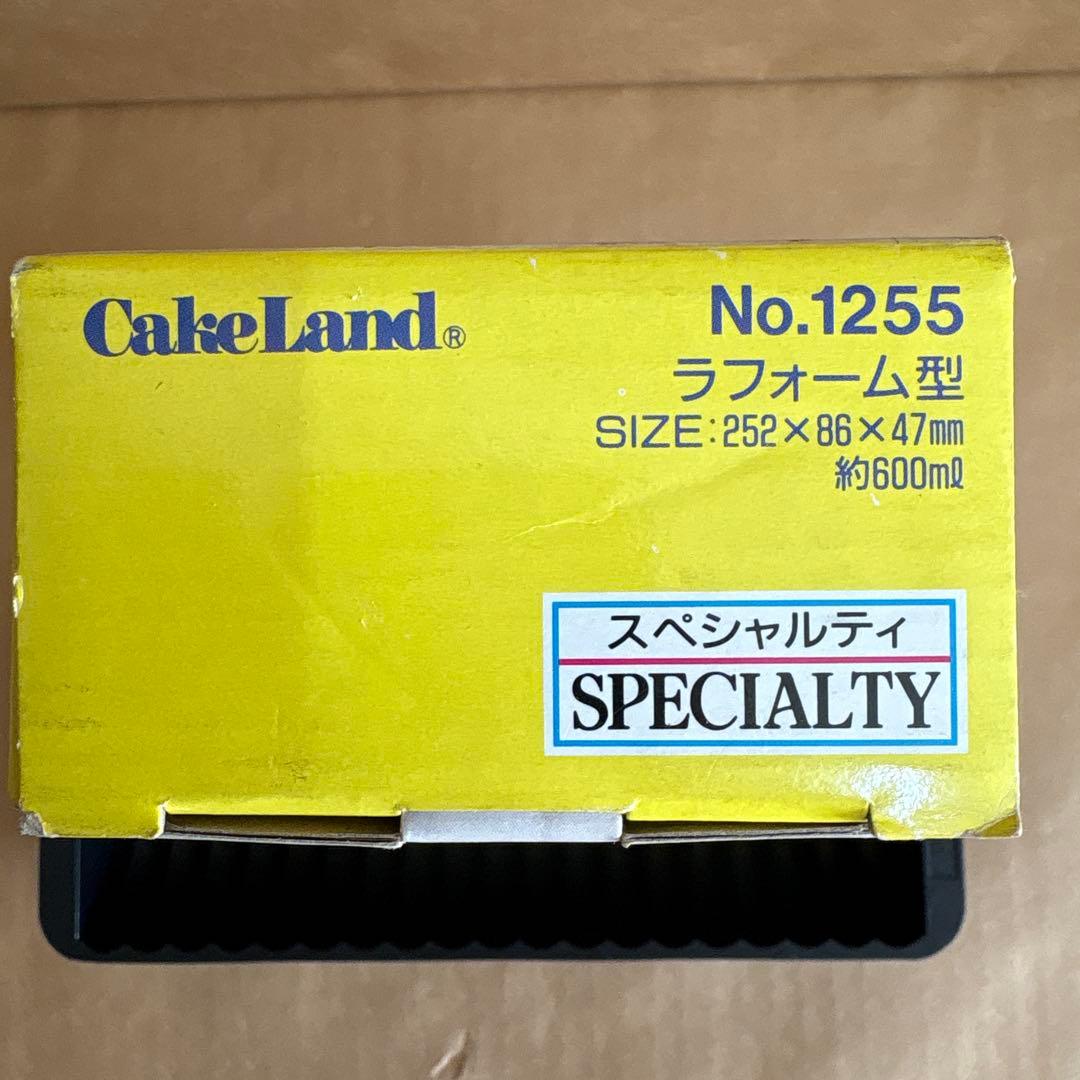 CakeLand®
No.1255
ラフォーム型
SIZE:252×86×47mm
約600ml
スペシャルティ
SPECIALTY